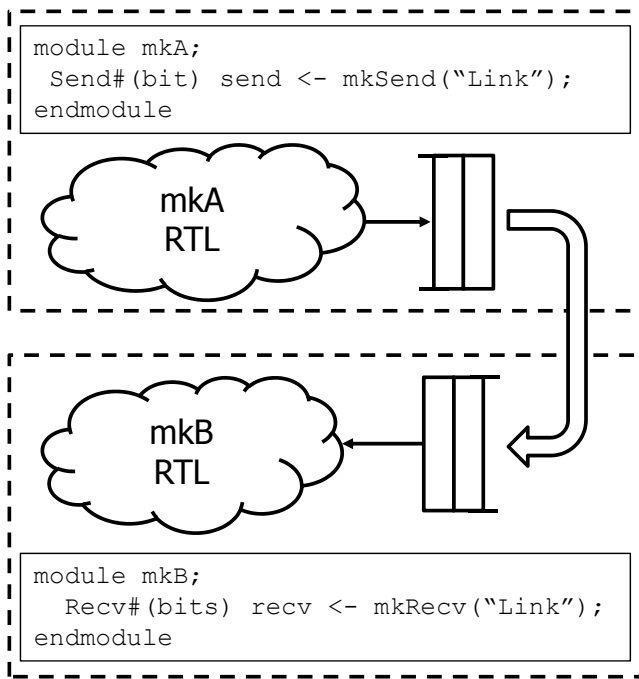 module mkA;
Send#(bit) send <- mkSend(“Link”);
endmodule
mkA
RTL
mkB
RTL
module mkB;
Recv#(bits) recv <- mkRecv(“Link”);
endmodule